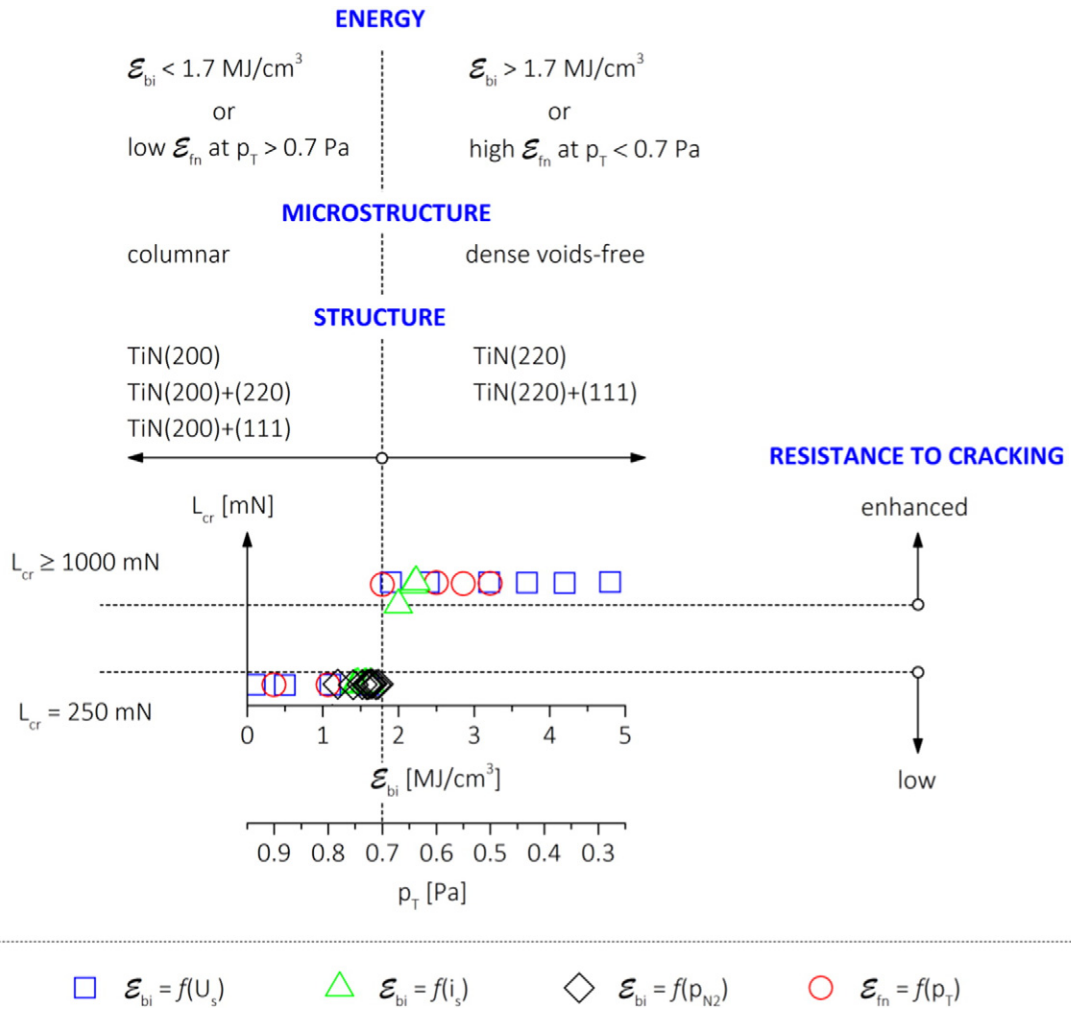 ENERGY
ℰbi < 1.7 MJ/cm³ ℰbi > 1.7 MJ/cm³
or or
low ℰfn at pT > 0.7 Pa high ℰfn at pT < 0.7 Pa
MICROSTRUCTURE
columnar dense voids-free
STRUCTURE
TiN(200) TiN(220)
TiN(200)+(220) TiN(220)+(111)
TiN(200)+(111)
RESISTANCE TO CRACKING
Lcr [mN] enhanced
Lcr ≥ 1000 mN
Lcr = 250 mN
0 1 2 3 4 5
ℰbi [MJ/cm³] low
0.9 0.8 0.7 0.6 0.5 0.4 0.3
pT [Pa]
ℰbi = f(Us) ℰbi = f(is) ℰbi = f(pN2) ℰfn = f(pT)